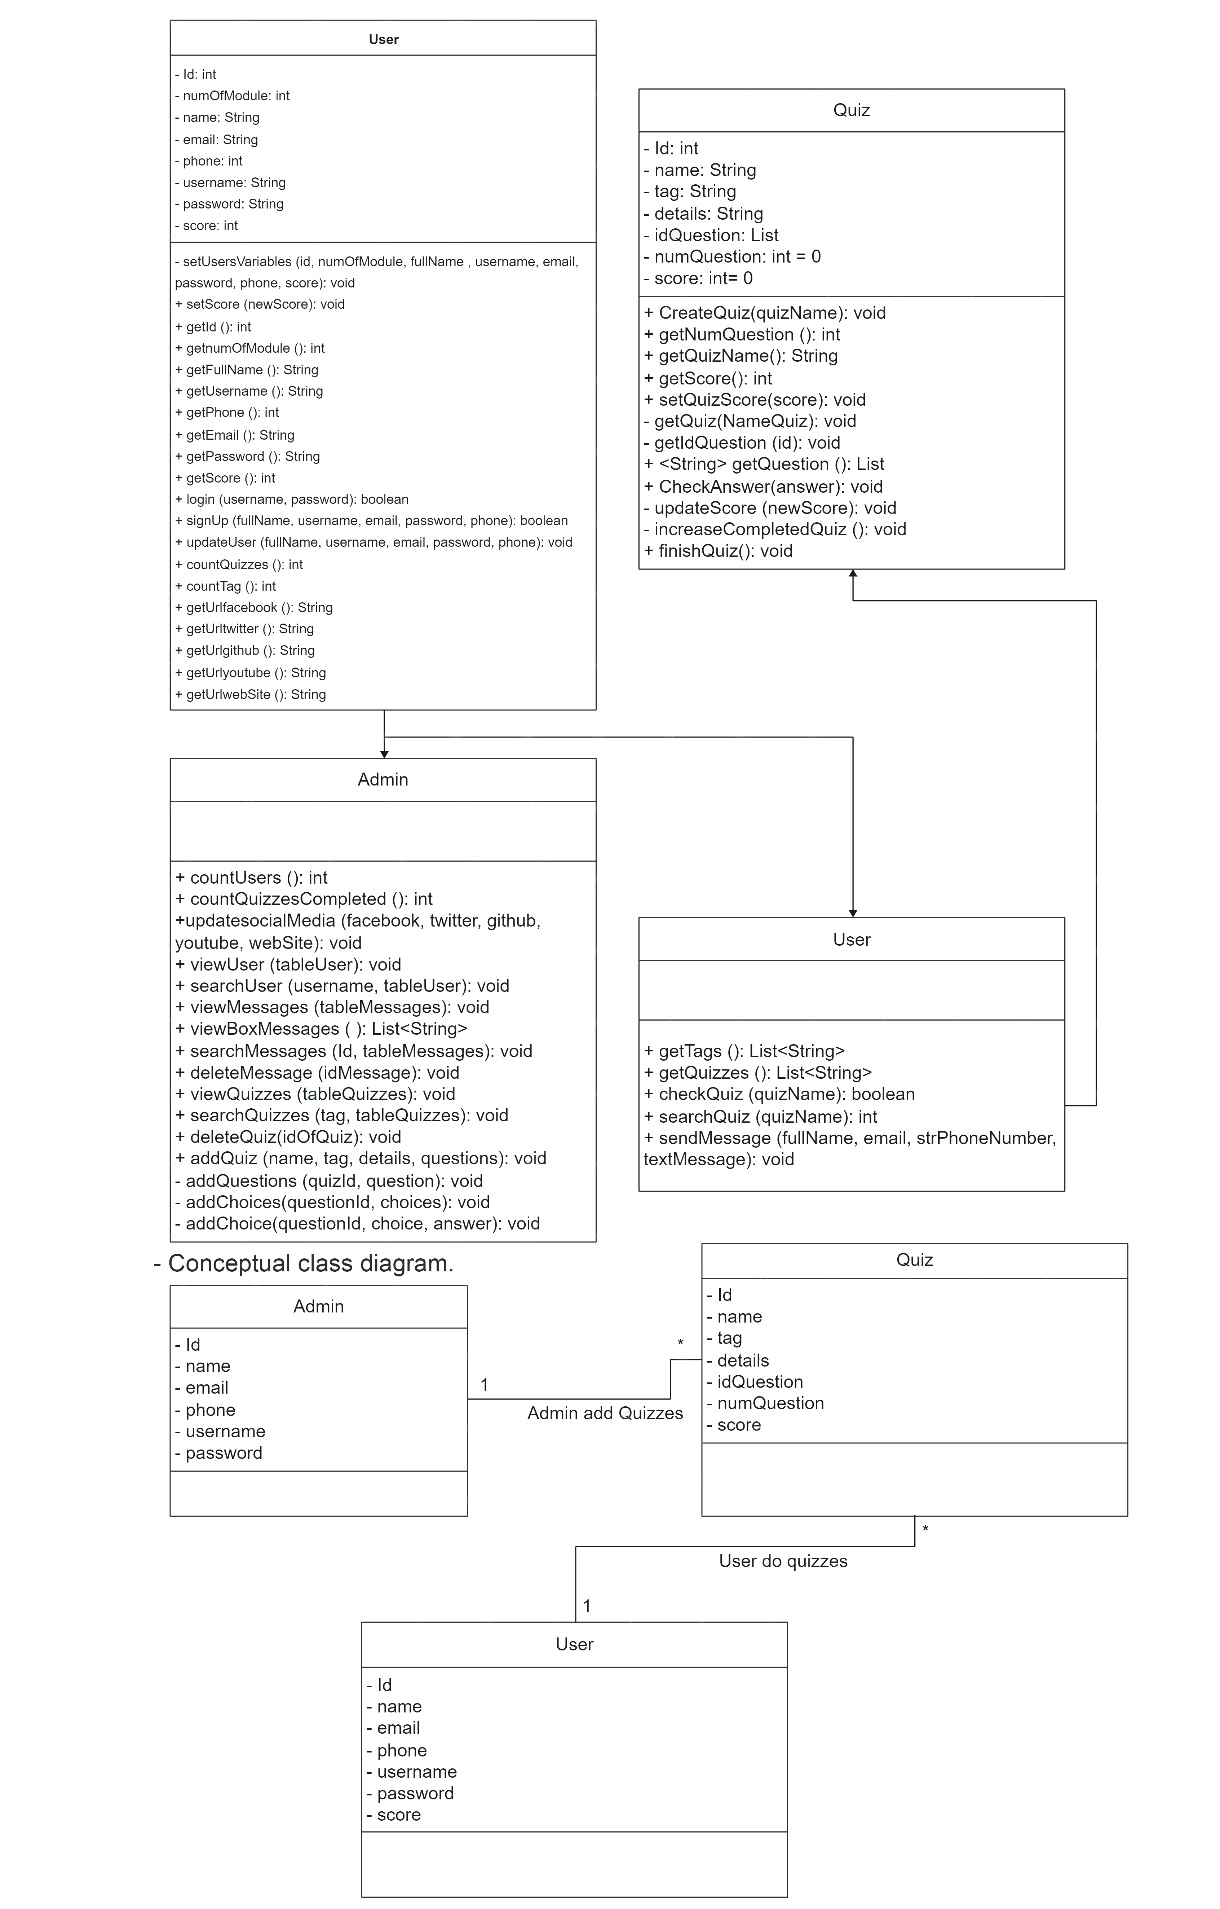 User
- Id: int
- numOfModule: int
- name: String
- email: String
- phone: int
- username: String
- password: String
- score: int
- setUsersVariables (id, numOfModule, fullName , username, email,
password, phone, score): void
+ setScore (newScore): void
+ getId (): int
+ getnumOfModule (): int
+ getFullName (): String
+ getUsername (): String
+ getPhone (): int
+ getEmail (): String
+ getPassword (): String
+ getScore (): int
+ login (username, password): boolean
+ signUp (fullName, username, email, password, phone): boolean
+ updateUser (fullName, username, email, password, phone): void
+ countQuizzes (): int
+ countTag (): int
+ getUrlfacebook (): String
+ getUrltwitter (): String
+ getUrlgithub (): String
+ getUrlyoutube (): String
+ getUrlwebSite (): String
Quiz
- Id: int
- name: String
- tag: String
- details: String
- idQuestion: List
- numQuestion: int = 0
- score: int= 0
+ CreateQuiz(quizName): void
+ getNumQuestion (): int
+ getQuizName(): String
+ getScore(): int
+ setQuizScore(score): void
- getQuiz(NameQuiz): void
- getIdQuestion (id): void
+ <String> getQuestion (): List
+ CheckAnswer(answer): void
- updateScore (newScore): void
- increaseCompletedQuiz (): void
+ finishQuiz(): void
Admin
+ countUsers (): int
+ countQuizzesCompleted (): int
+updatesocialMedia (facebook, twitter, github,
youtube, webSite): void
+ viewUser (tableUser): void
+ searchUser (username, tableUser): void
+ viewMessages (tableMessages): void
+ viewBoxMessages ( ): List<String>
+ searchMessages (Id, tableMessages): void
+ deleteMessage (idMessage): void
+ viewQuizzes (tableQuizzes): void
+ searchQuizzes (tag, tableQuizzes): void
+ deleteQuiz(idOfQuiz): void
+ addQuiz (name, tag, details, questions): void
- addQuestions (quizId, question): void
- addChoices(questionId, choices): void
- addChoice(questionId, choice, answer): void
User
+ getTags (): List<String>
+ getQuizzes (): List<String>
+ checkQuiz (quizName): boolean
+ searchQuiz (quizName): int
+ sendMessage (fullName, email, strPhoneNumber,
textMessage): void
- Conceptual class diagram.
Admin
- Id
- name
- email
- phone
- username
- password
1
*
Admin add Quizzes
Quiz
- Id
- name
- tag
- details
- idQuestion
- numQuestion
- score
*
User do quizzes
1
User
- Id
- name
- email
- phone
- username
- password
- score